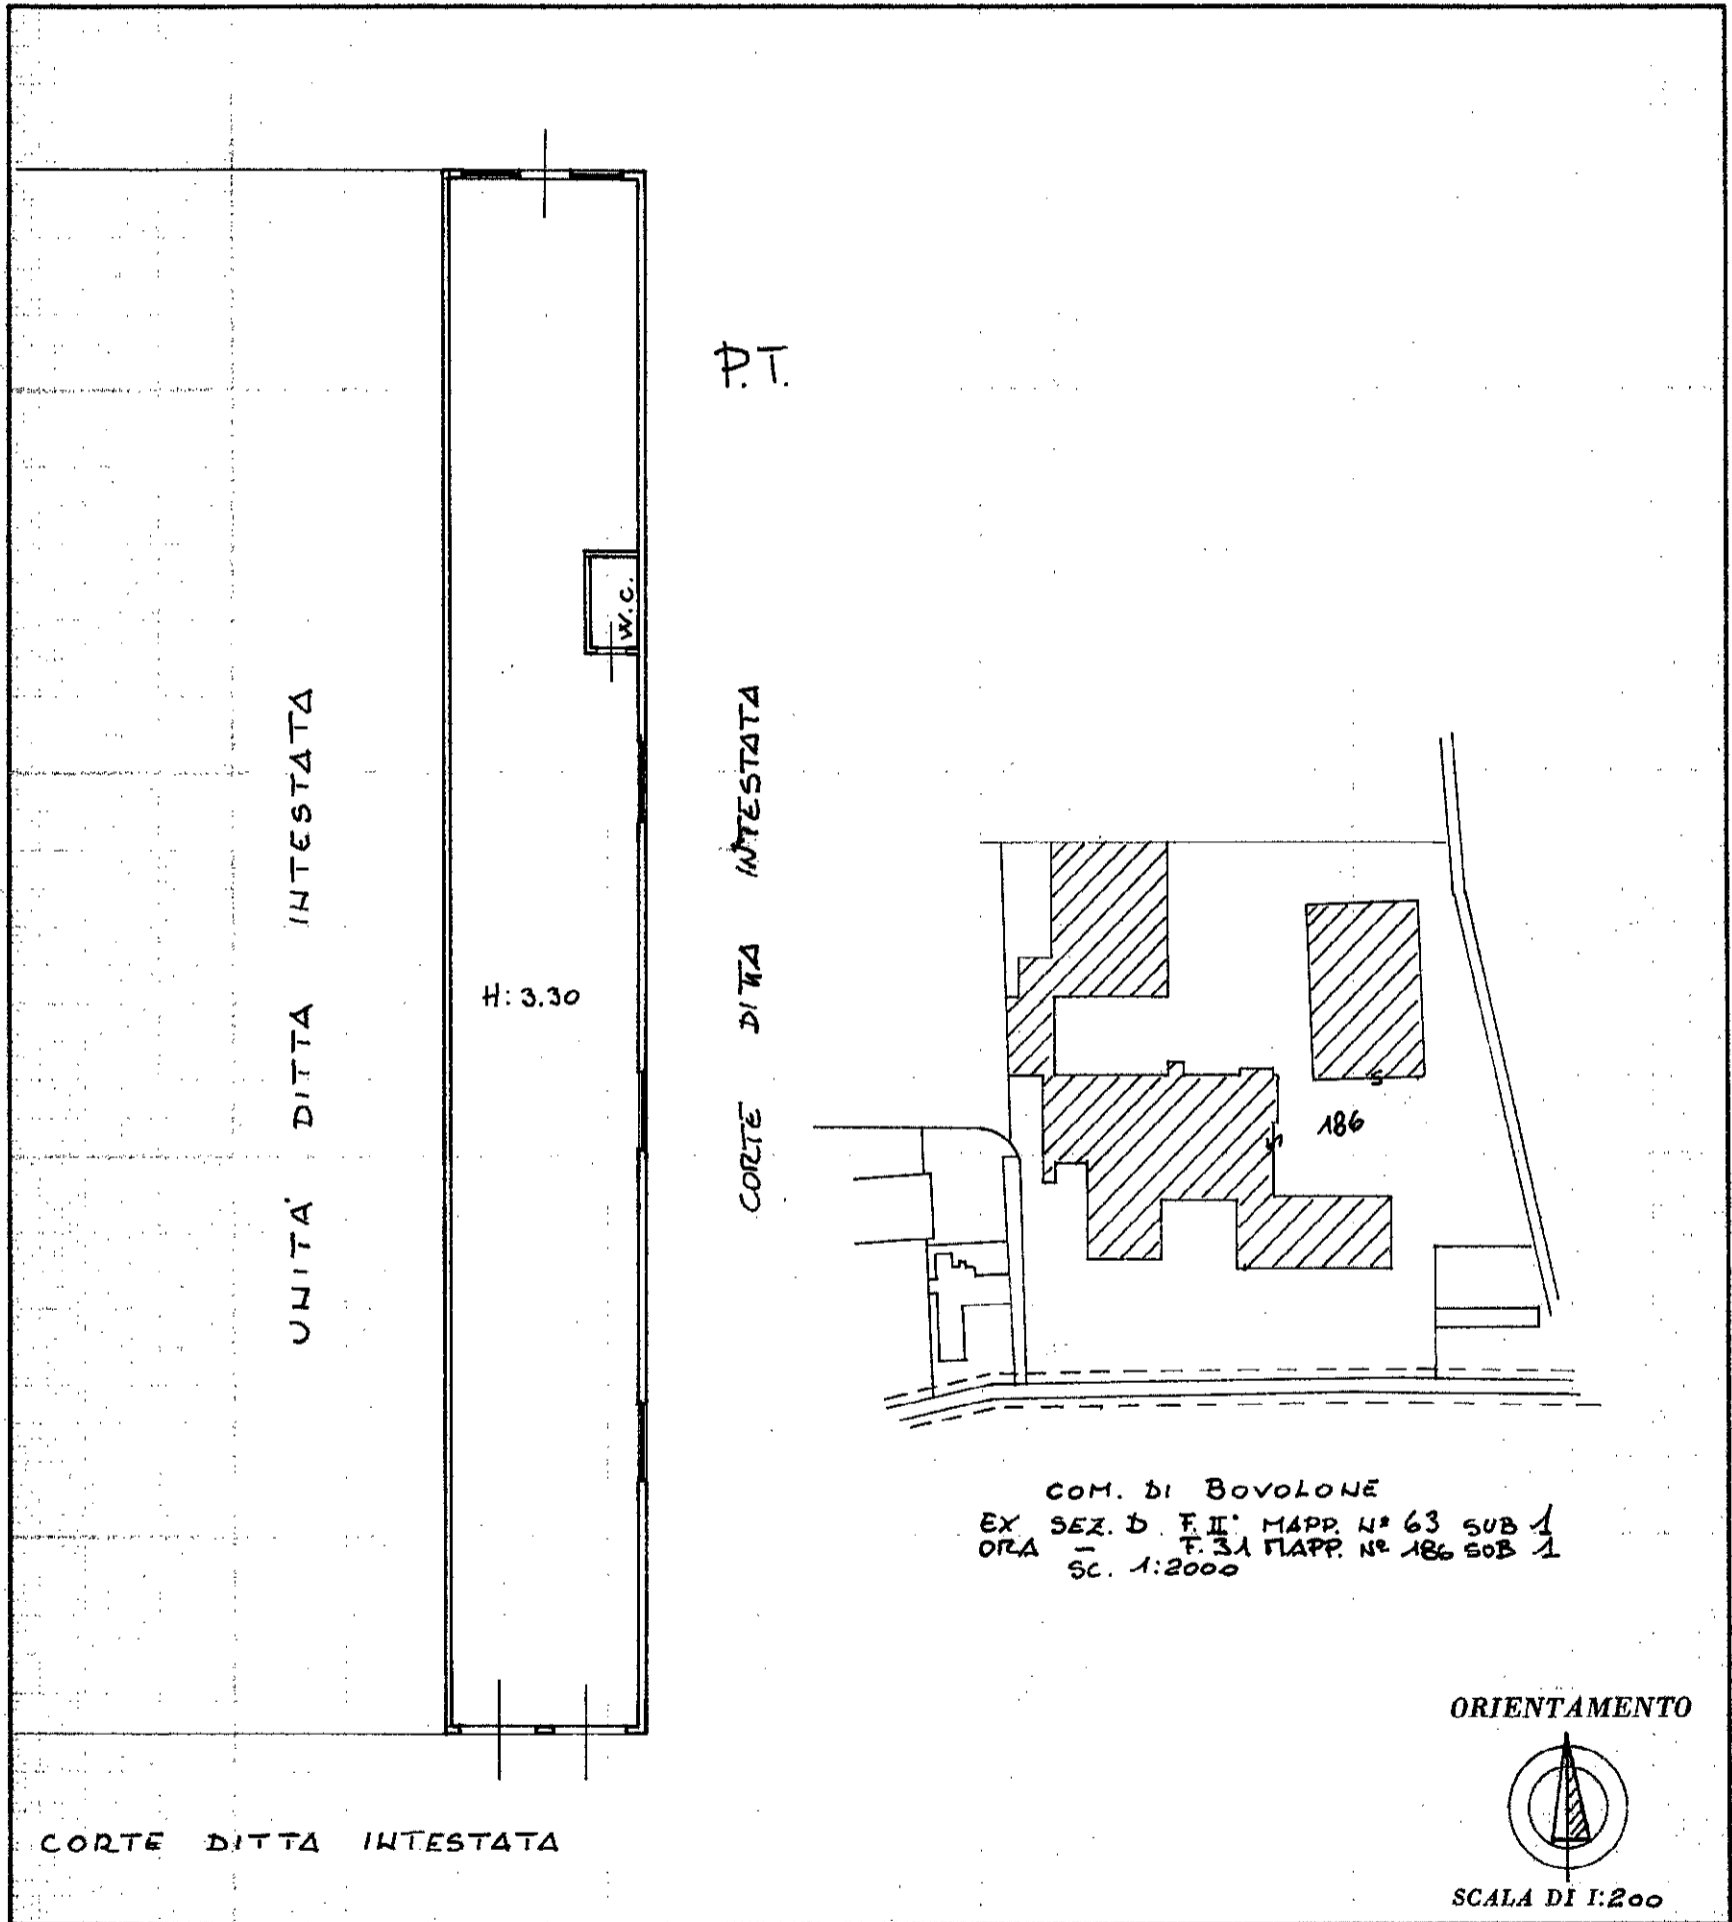 P.T.
W.C.
UNITA' DITTA INTESTATA
CORTE DITTA INTESTATA
H: 3.30
186
COM. DI BOVOLONE
EX SEZ. D F. II° MAPP. N° 63 SUB 1
ORA - F. 31 MAPP. N° 186 SUB 1
SC. 1:2000
ORIENTAMENTO
SCALA DI 1:200
CORTE DITTA INTESTATA